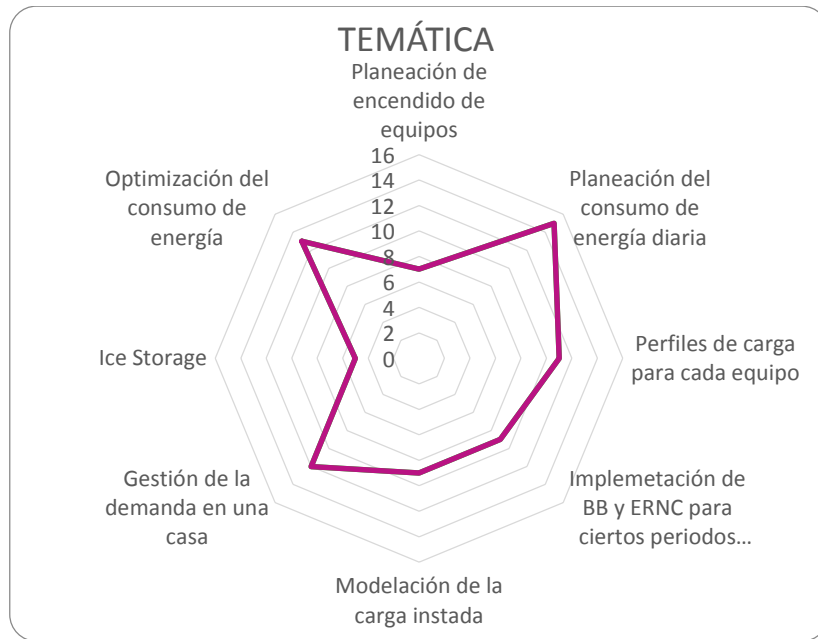 TEMÁTICA
Planeación de
encendido de
equipos
16
14
12
10
8
6
4
2
0
Planeación del
consumo de
energía diaria
Perfiles de carga
para cada equipo
Implemetación de
BB y ERNC para
ciertos periodos…
Modelación de la
carga instada
Gestión de la
demanda en una
casa
Ice Storage
Optimización del
consumo de
energía